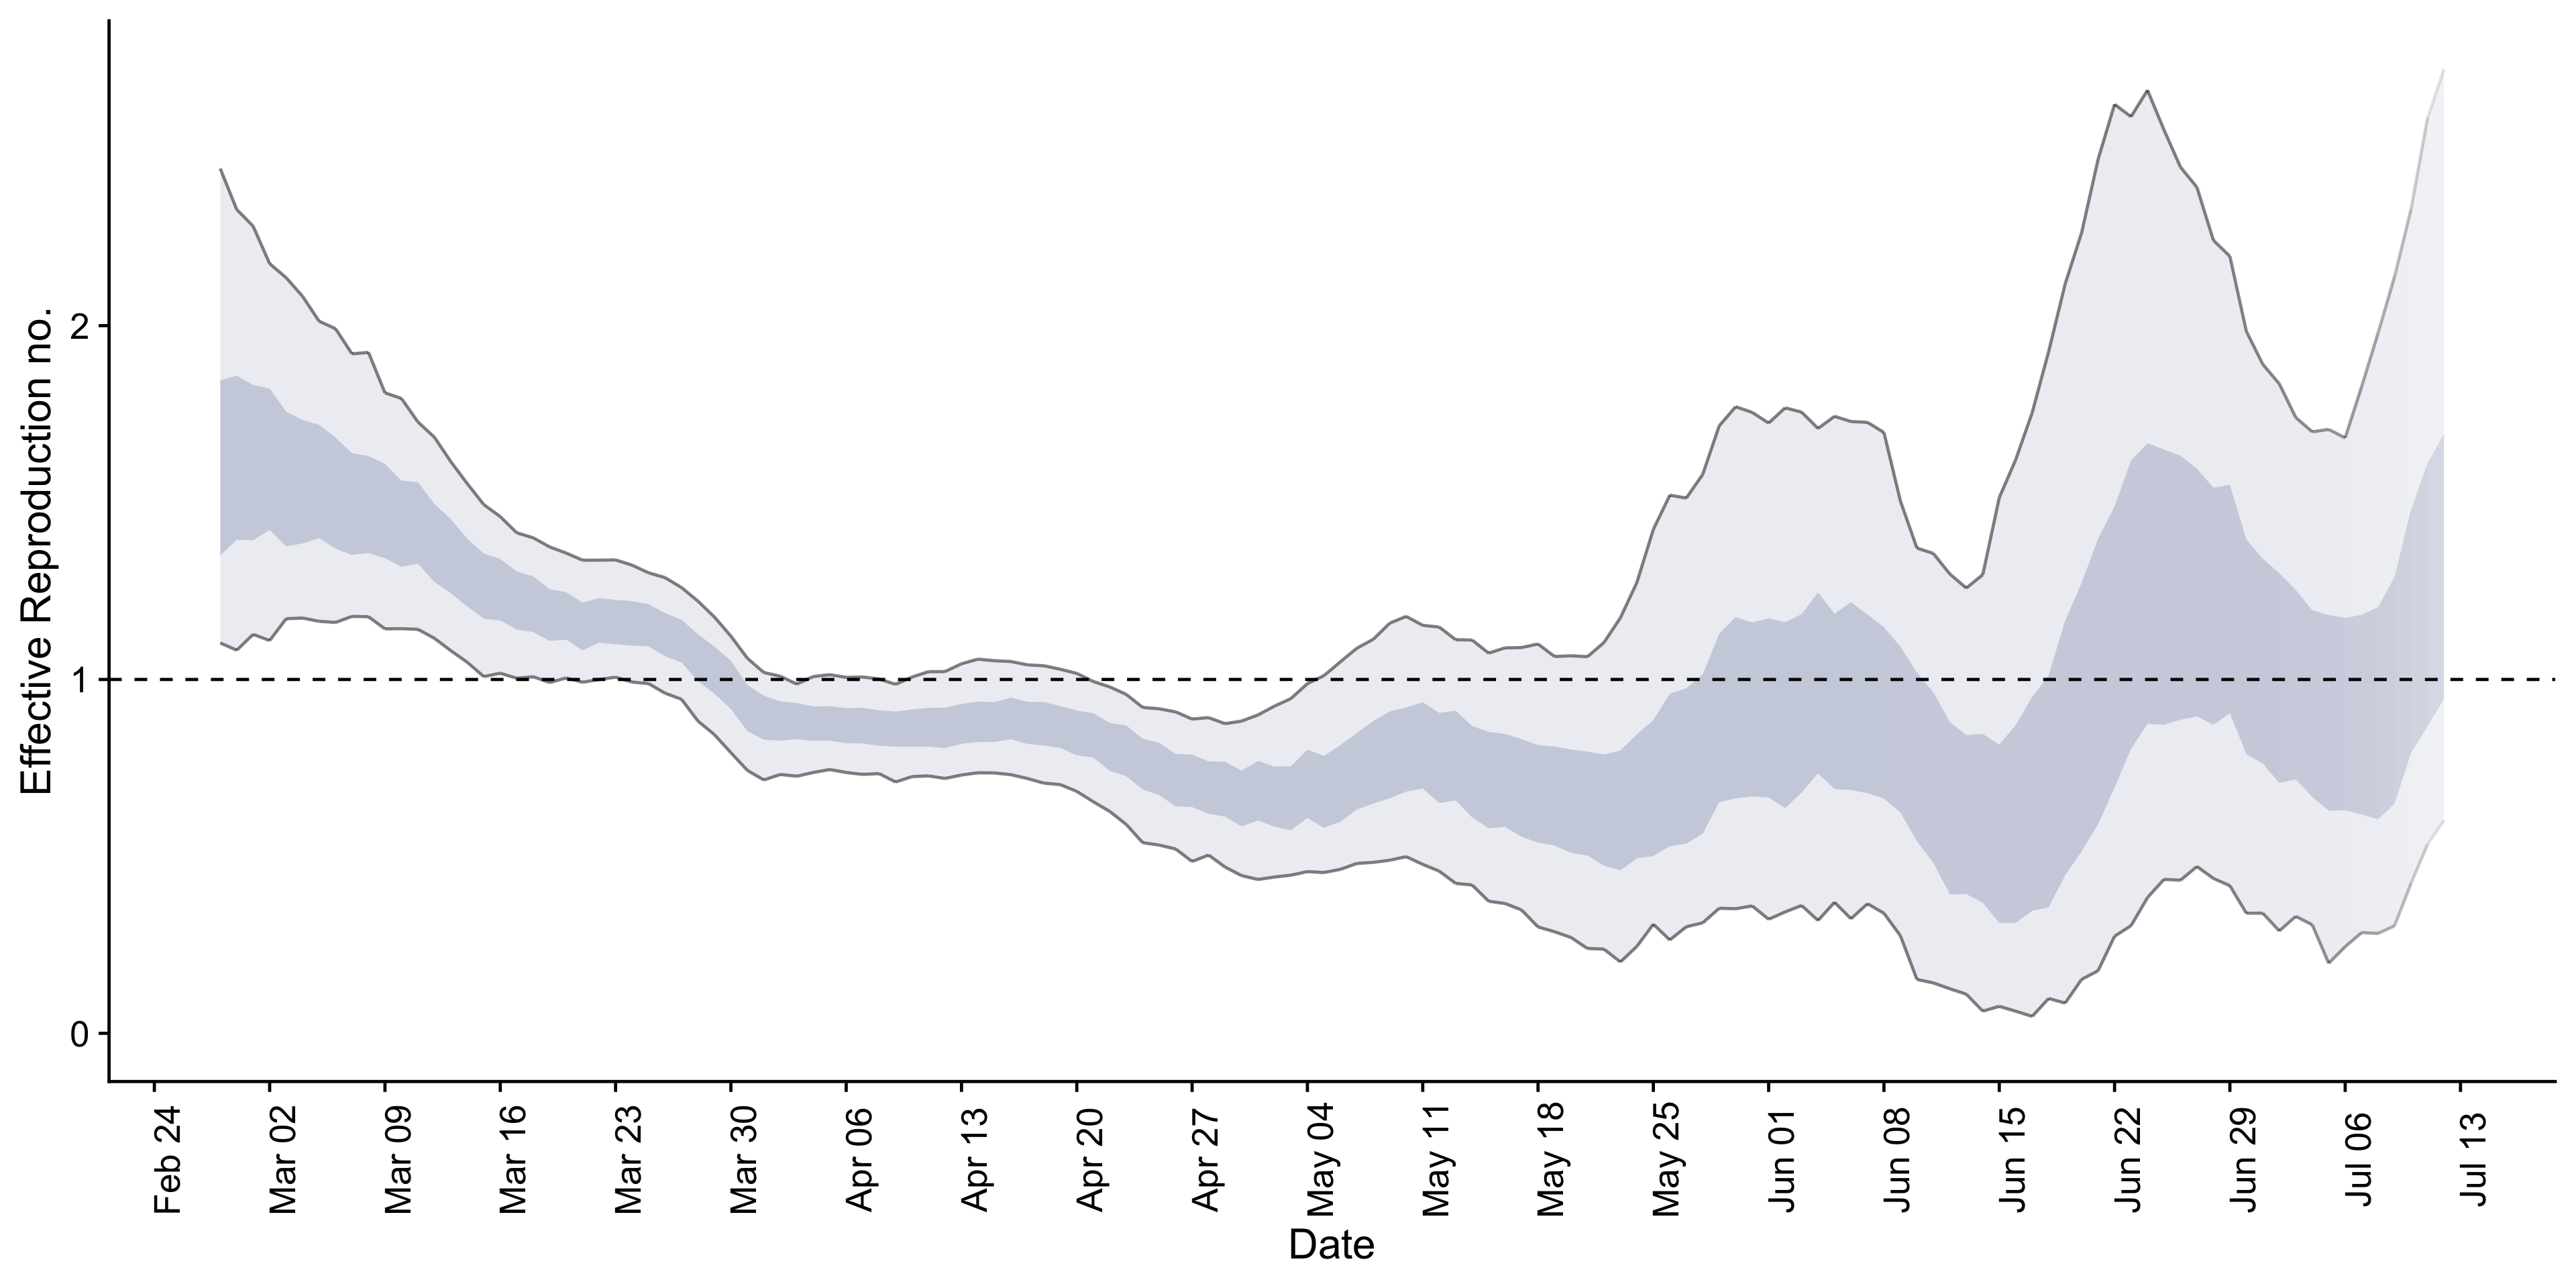 Effective Reproduction no.
2
1
0
Feb 24
Mar 02
Mar 09
Mar 16
Mar 23
Mar 30
Apr 06
Apr 13
Apr 20
Apr 27
May 04
May 11
May 18
May 25
Jun 01
Jun 08
Jun 15
Jun 22
Jun 29
Jul 06
Jul 13
Date